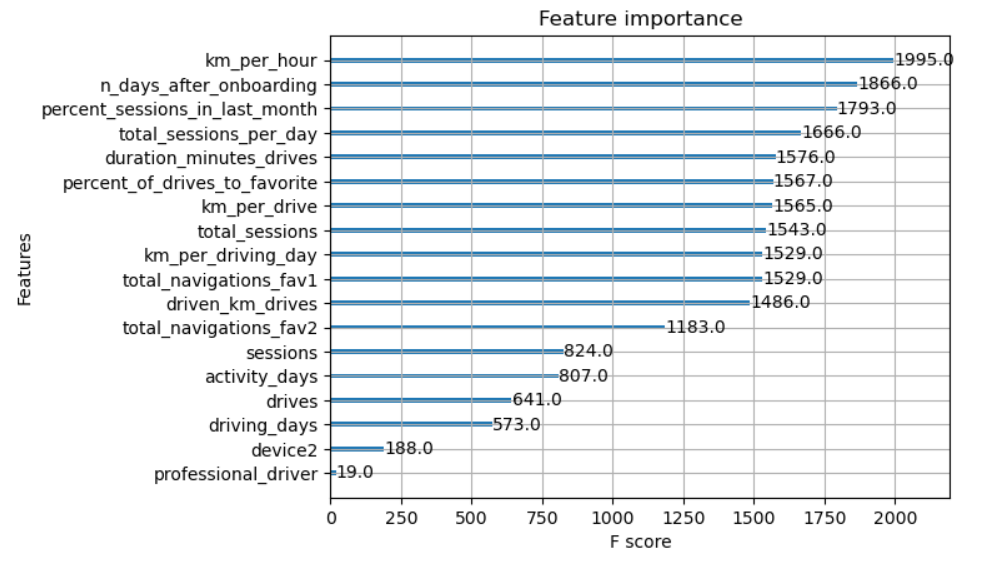 Feature importance
km_per_hour 1995.0
n_days_after_onboarding 1866.0
percent_sessions_in_last_month 1793.0
total_sessions_per_day 1666.0
duration_minutes_drives 1576.0
percent_of_drives_to_favorite 1567.0
km_per_drive 1565.0
total_sessions 1543.0
km_per_driving_day 1529.0
total_navigations_fav1 1529.0
driven_km_drives 1486.0
total_navigations_fav2 1183.0
sessions 824.0
activity_days 807.0
drives 641.0
driving_days 573.0
device2 188.0
professional_driver 19.0
Features
0 250 500 750 1000 1250 1500 1750 2000
F score